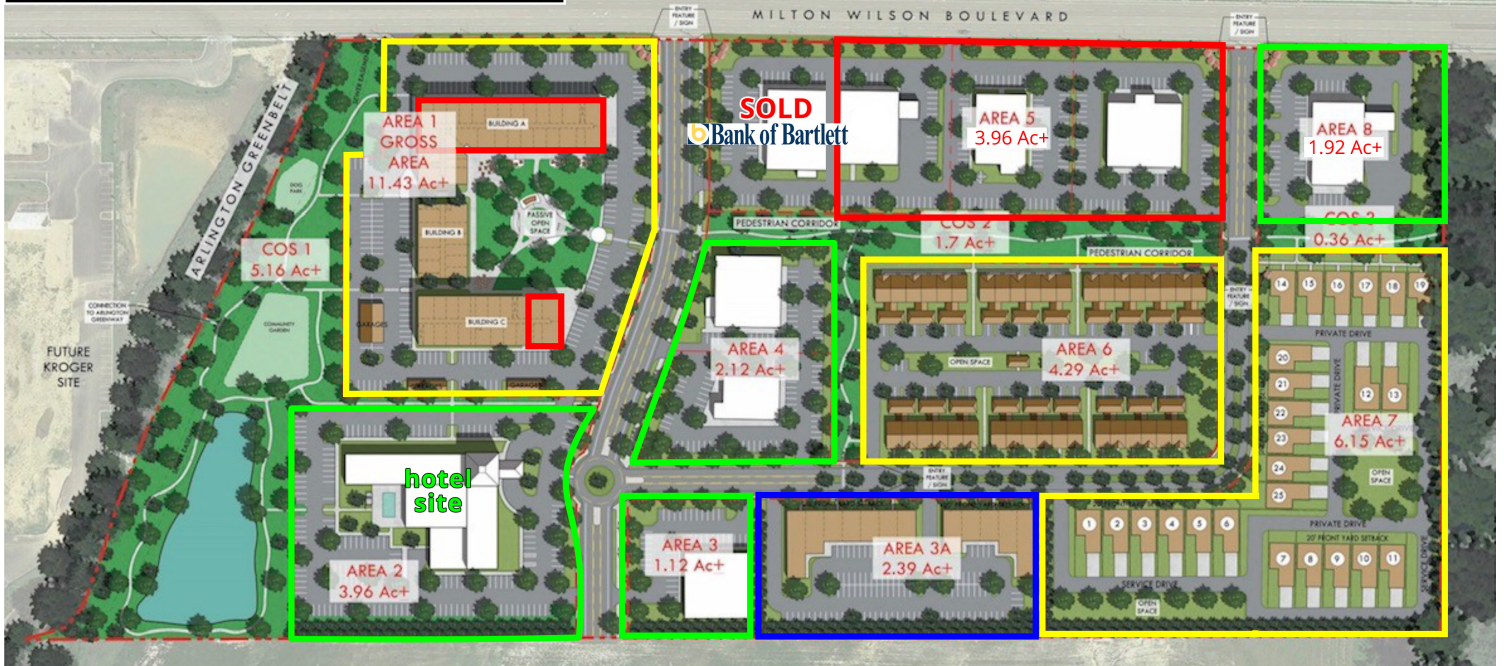 MILTON WILSON BOULEVARD
ENTRY
FEATURE
/ SIGN
ENTRY
FEATURE
/ SIGN
ARLINGTON GREENBELT
AREA 1
GROSS
AREA
11.43 Ac+
BUILDING A
BUILDING B
BUILDING C
PASSIVE
OPEN
SPACE
DOG
PARK
COS 1
5.16 Ac+
CONNECTION
TO ARLINGTON
GREENWAY
COMMUNITY
GARDEN
GARAGES
GARAGES
FUTURE
KROGER
SITE
SOLD
Bank of Bartlett
AREA 5
3.96 Ac+
AREA 8
1.92 Ac+
PEDESTRIAN CORRIDOR
COS 2
1.7 Ac+
PEDESTRIAN CORRIDOR
COS 3
0.36 Ac+
AREA 4
2.12 Ac+
OPEN SPACE
AREA 6
4.29 Ac+
ENTRY
FEATURE
/ SIGN
ENTRY
FEATURE
/ SIGN
14 15 16 17 18 19
PRIVATE DRIVE
20
21
22
23
24
25
PRIVATE DRIVE
12 13
AREA 7
6.15 Ac+
OPEN
SPACE
hotel
site
AREA 2
3.96 Ac+
AREA 3
1.12 Ac+
AREA 3A
2.39 Ac+
1 2 3 4 5 6
SERVICE DRIVE
OPEN
SPACE
PRIVATE DRIVE
20' FRONT YARD SETBACK
7 8 9 10 11
SERVICE DRIVE